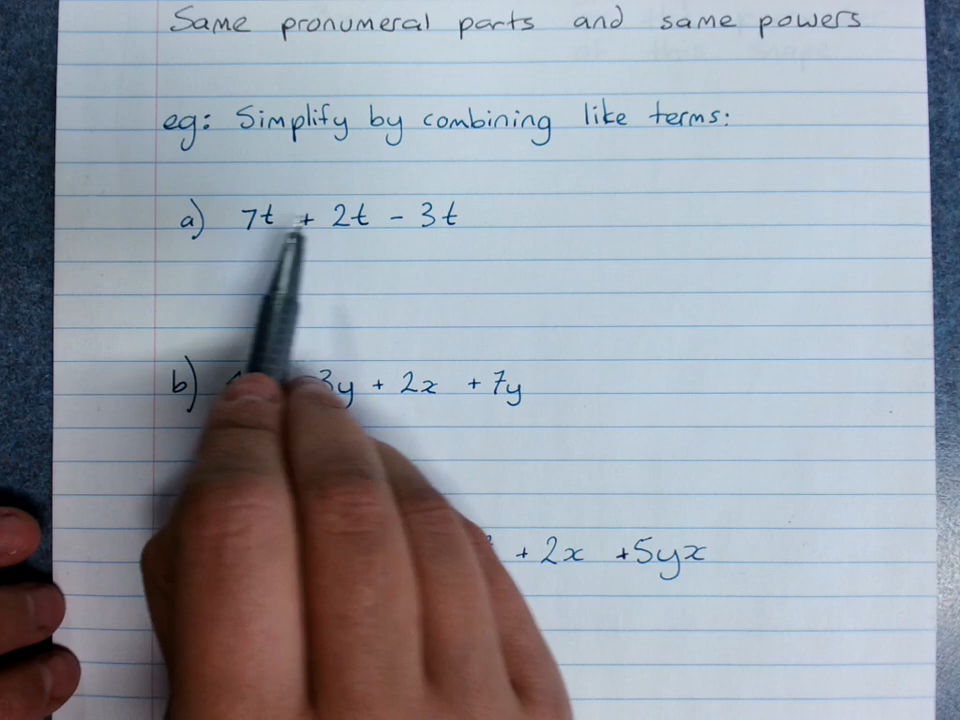 Same pronumeral parts and same powers
eg: Simplify by combining like terms:
a) 7t + 2t - 3t
b) 3y + 2x + 7y
+ 2x + 5yx